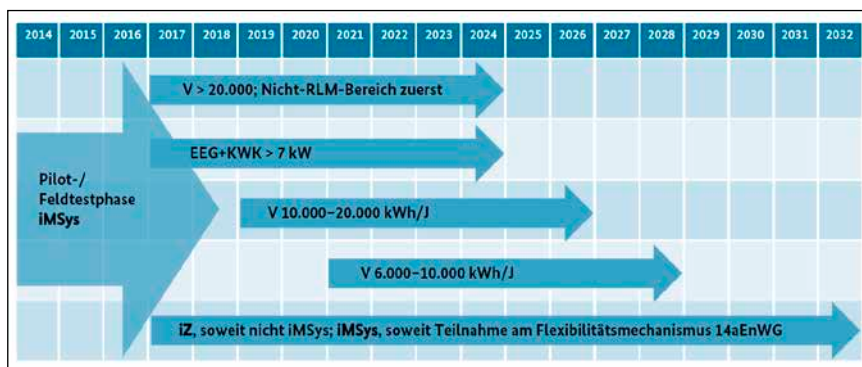 2014 2015 2016 2017 2018 2019 2020 2021 2022 2023 2024 2025 2026 2027 2028 2029 2030 2031 2032
V > 20.000; Nicht-RLM-Bereich zuerst
EEG+KWK > 7 kW
Pilot-/
Feldtestphase
iMSys
V 10.000–20.000 kWh/J
V 6.000–10.000 kWh/J
iZ, soweit nicht iMSys; iMSys, soweit Teilnahme am Flexibilitätsmechanismus 14aEnWG